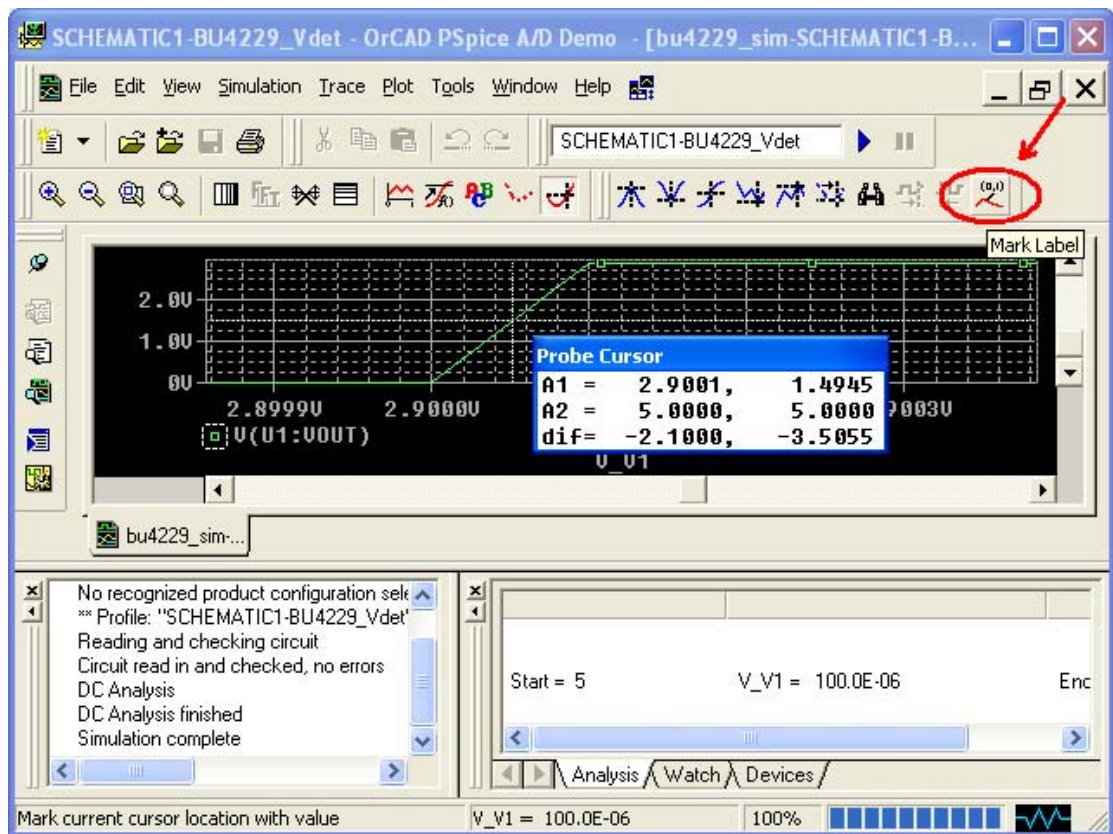 SCHEMATIC1-BU4229_Vdet - OrCAD PSpice A/D Demo - [bu4229_sim-SCHEMATIC1-B...
File Edit View Simulation Trace Plot Tools Window Help
SCHEMATIC1-BU4229_Vdet
FFT
(0,1)
Mark Label
2.0V
1.0V
0V
2.8999V 2.9000V 9003V
V(U1:VOUT)
V_V1
Probe Cursor
A1 = 2.9001, 1.4945
A2 = 5.0000, 5.0000
dif= -2.1000, -3.5055
bu4229_sim-...
No recognized product configuration sele
** Profile: "SCHEMATIC1-BU4229_Vdet"
Reading and checking circuit
Circuit read in and checked, no errors
DC Analysis
DC Analysis finished
Simulation complete
Start = 5 V_V1 = 100.0E-06 Enc
Analysis Watch Devices
Mark current cursor location with value V_V1 = 100.0E-06 100%